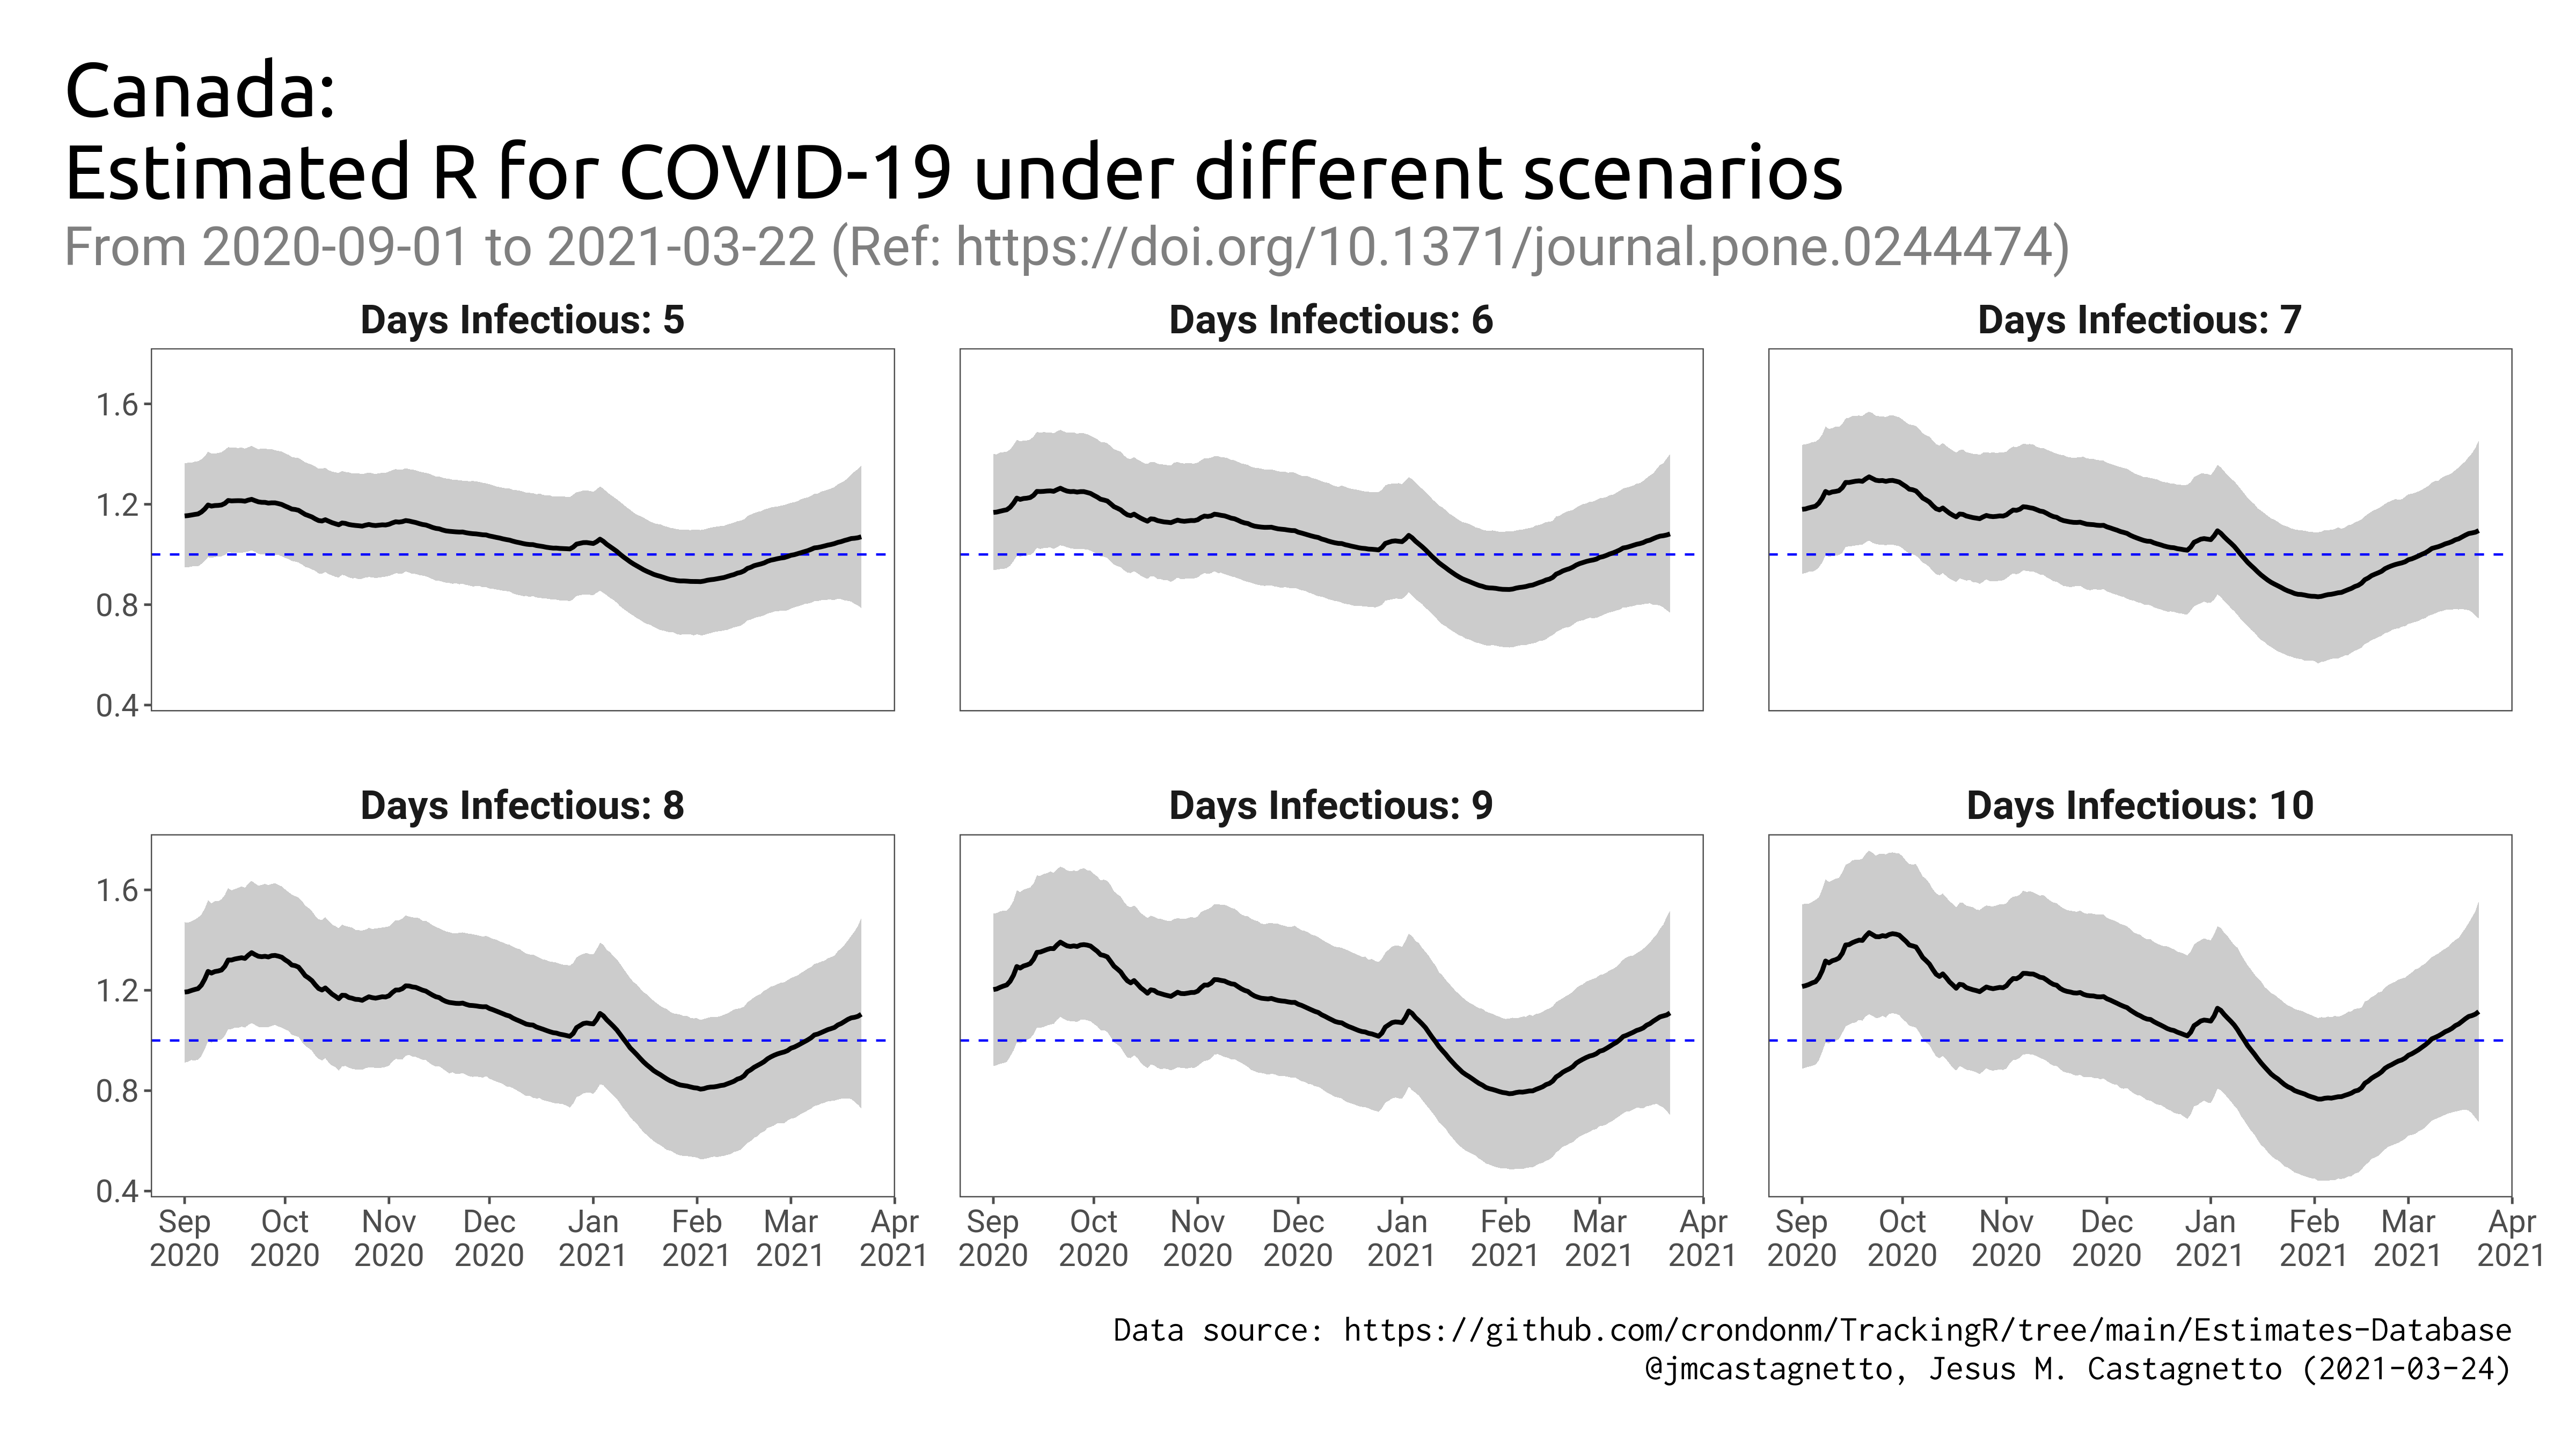 Canada:
Estimated R for COVID-19 under different scenarios
From 2020-09-01 to 2021-03-22 (Ref: https://doi.org/10.1371/journal.pone.0244474)
Days Infectious: 5
Days Infectious: 6
Days Infectious: 7
1.6
1.2
0.8
0.4
Days Infectious: 8
Days Infectious: 9
Days Infectious: 10
1.6
1.2
0.8
0.4
Sep Oct Nov Dec Jan Feb Mar Apr
2020 2020 2020 2020 2021 2021 2021 2021
Sep Oct Nov Dec Jan Feb Mar Apr
2020 2020 2020 2020 2021 2021 2021 2021
Sep Oct Nov Dec Jan Feb Mar Apr
2020 2020 2020 2020 2021 2021 2021 2021
Data source: https://github.com/crondonm/TrackingR/tree/main/Estimates-Database
@jmcastagnetto, Jesus M. Castagnetto (2021-03-24)